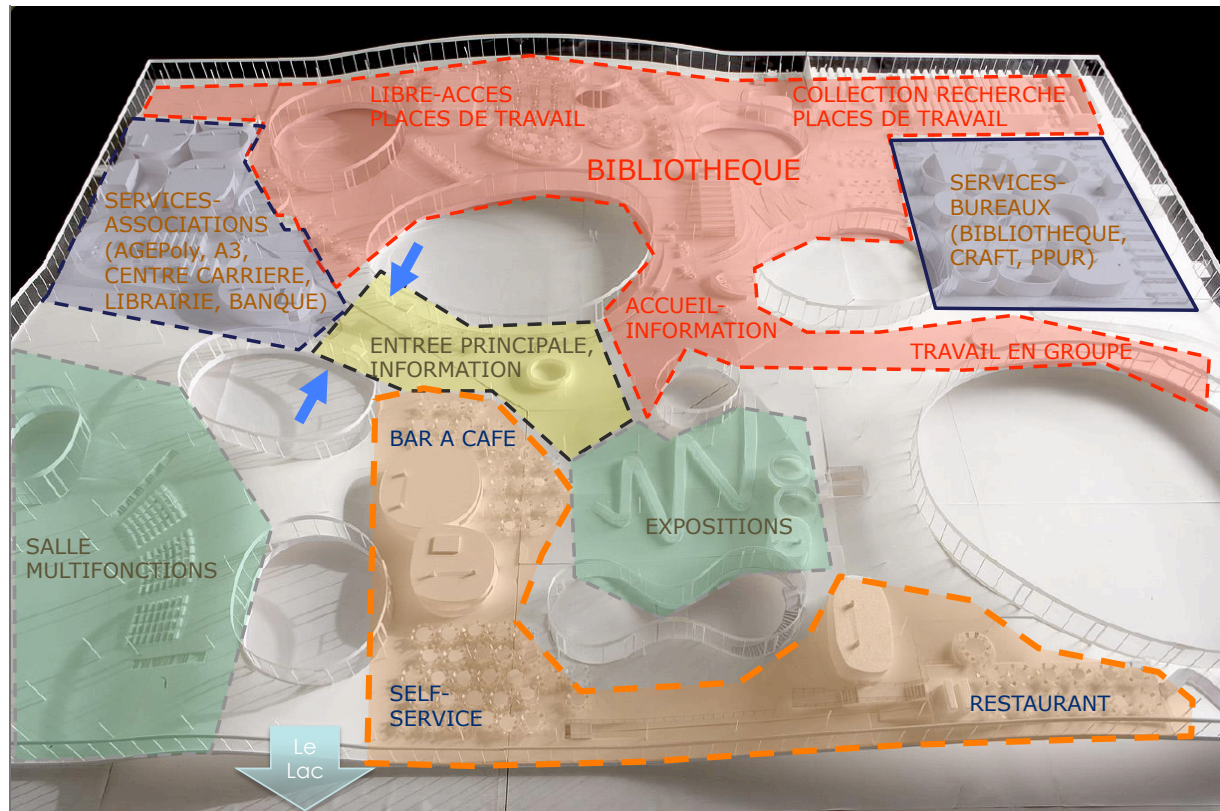 LIBRE-ACCES
PLACES DE TRAVAIL
COLLECTION RECHERCHE
PLACES DE TRAVAIL
BIBLIOTHEQUE
SERVICES-
ASSOCIATIONS
(AGEPoly, A3,
CENTRE CARRIERE,
LIBRAIRIE, BANQUE)
SERVICES-
BUREAUX
(BIBLIOTHEQUE,
CRAFT, PPUR)
ACCUEIL-
INFORMATION
ENTREE PRINCIPALE,
INFORMATION
TRAVAIL EN GROUPE
BAR A CAFE
EXPOSITIONS
SALLE
MULTIFONCTIONS
SELF-
SERVICE
RESTAURANT
Le
Lac